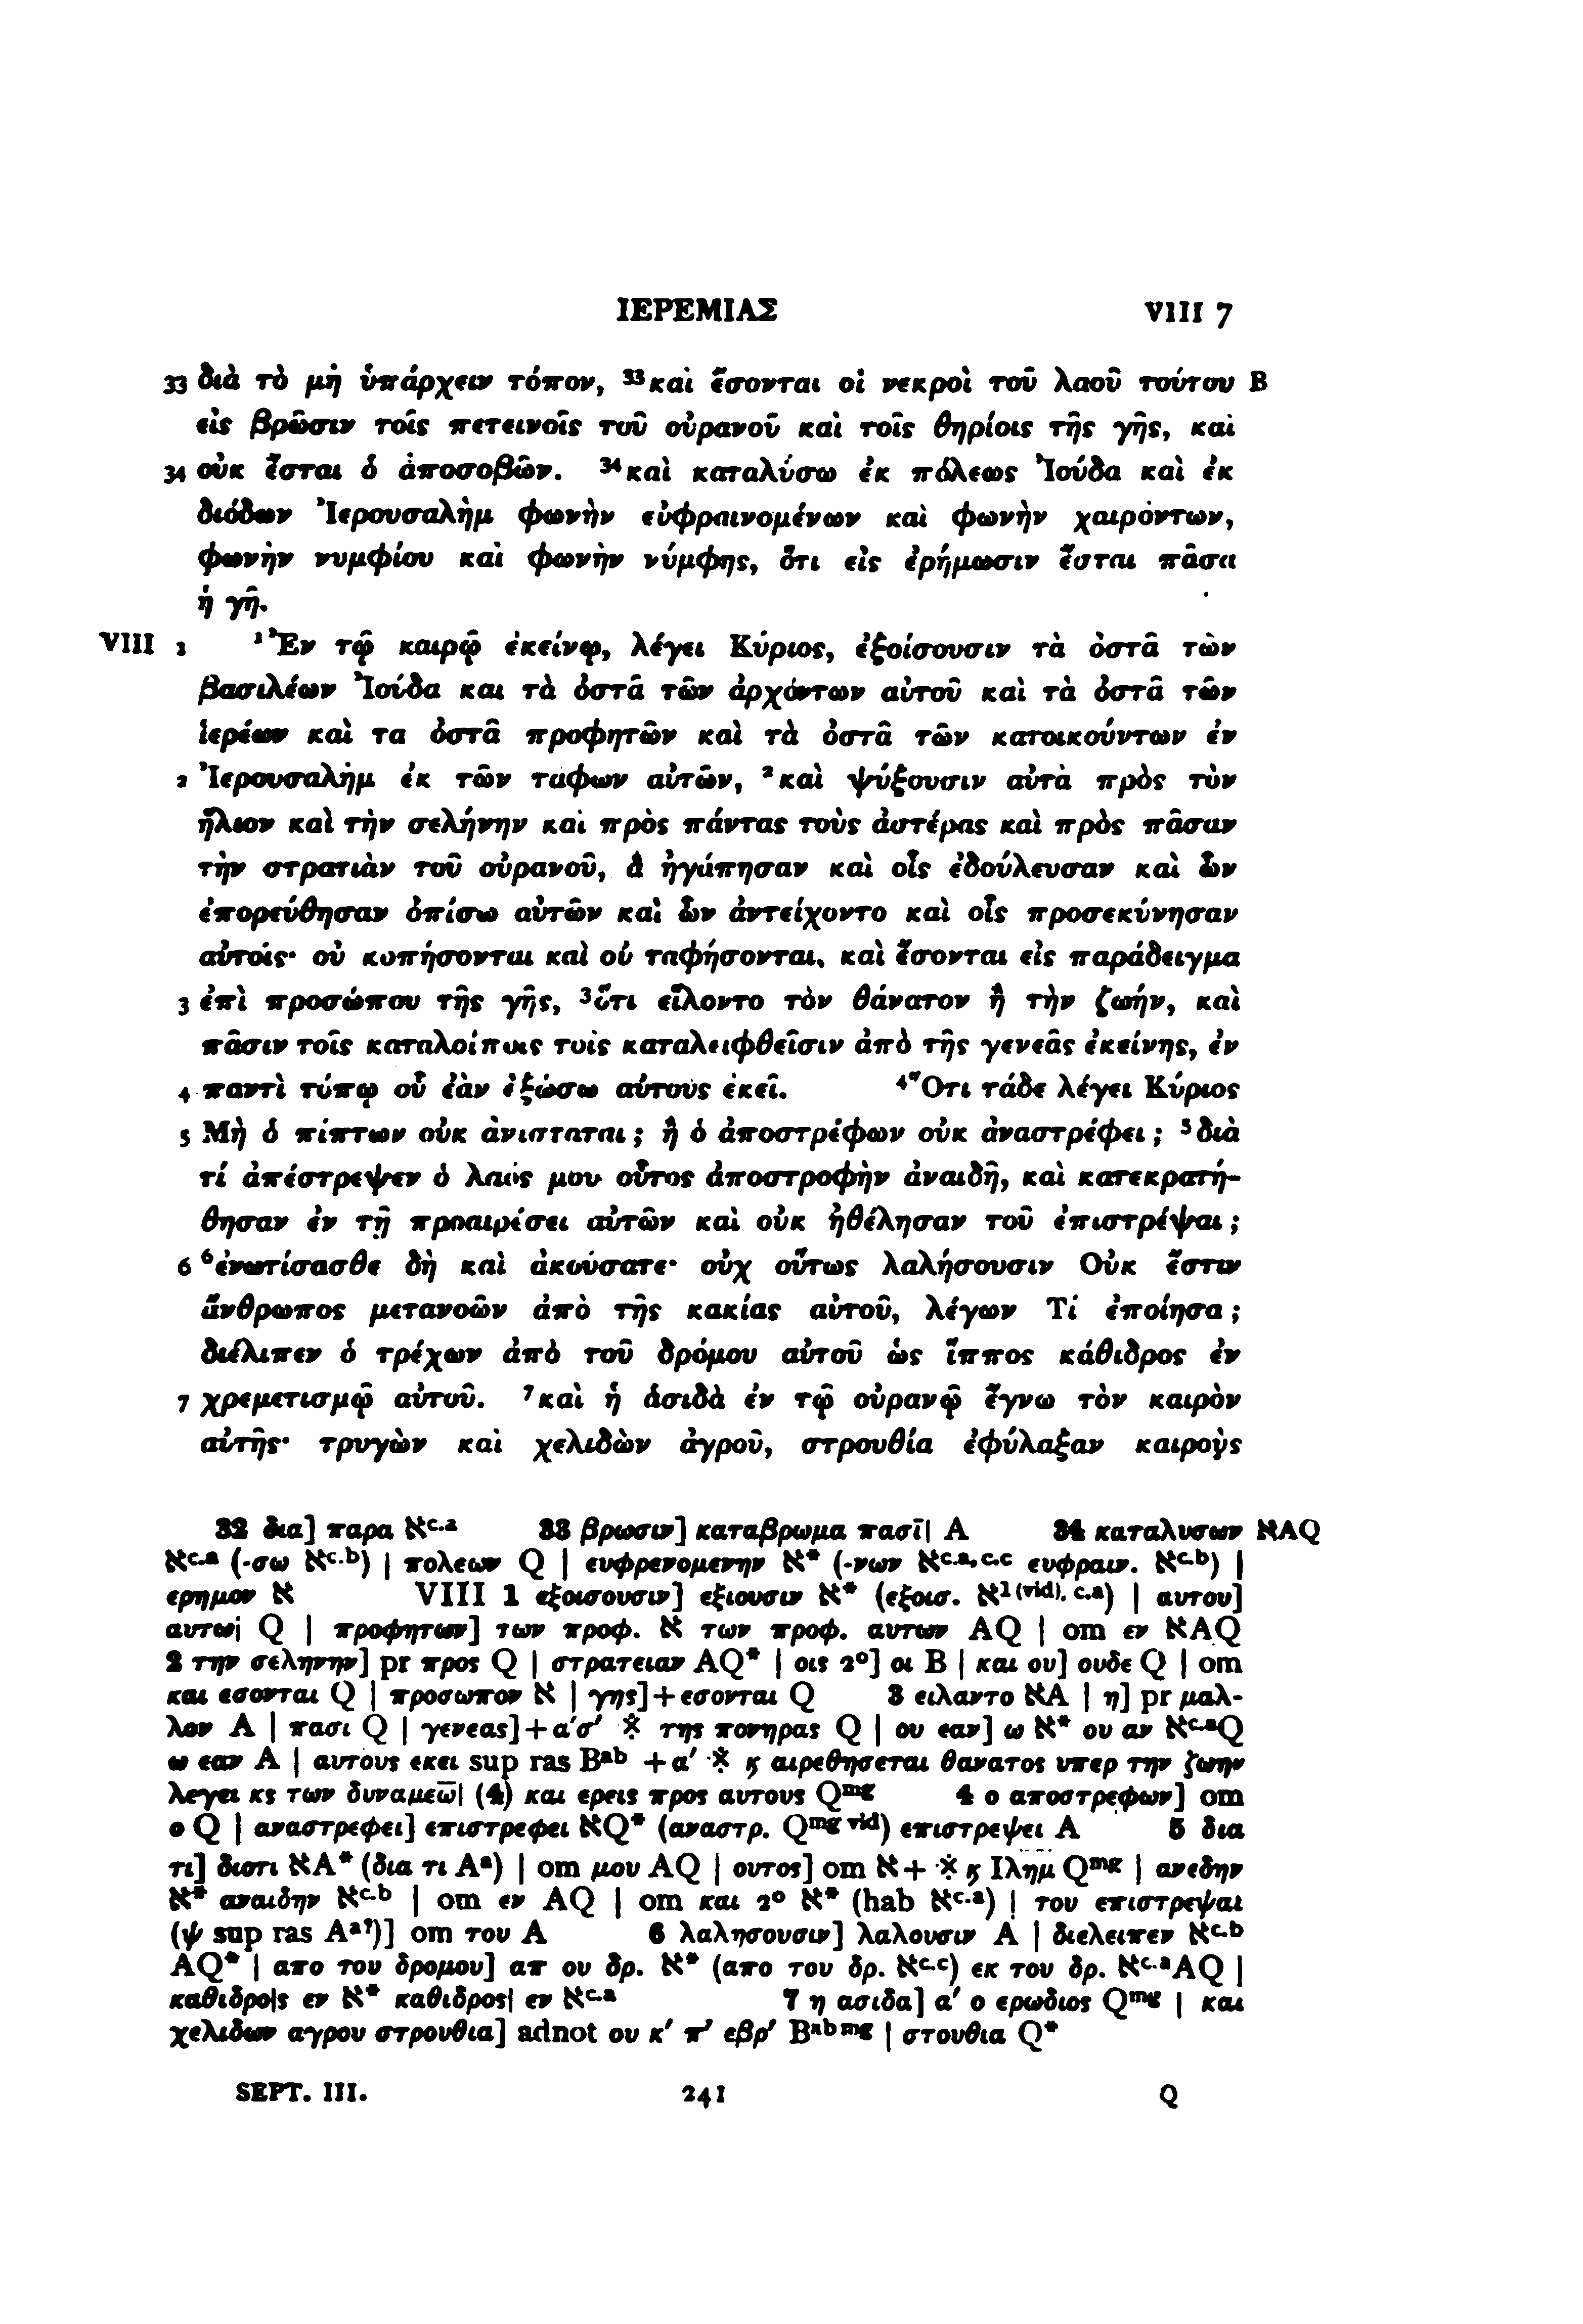 ΙΕΡΕΜΙΑΣ VIII 7
33 διὰ τὸ μὴ ὑπάρχειν τόπον, ³³καὶ ἔσονται οἱ νεκροὶ τοῦ λαοῦ τούτου B
εἰς βρῶσιν τοῖς πετεινοῖς τοῦ οὐρανοῦ καὶ τοῖς θηρίοις τῆς γῆς, καὶ
34 οὐκ ἔσται ὁ ἀποσοβῶν. ³⁴καὶ καταλύσω ἐκ πόλεως Ἰούδα καὶ ἐκ
διόδων Ἰερουσαλὴμ φωνὴν εὐφραινομένων καὶ φωνὴν χαιρόντων,
φωνὴν νυμφίου καὶ φωνὴν νύμφης, ὅτι εἰς ἐρήμωσιν ἔσται πᾶσα
ἡ γῆ.
VIII 1 ¹Ἐν τῷ καιρῷ ἐκείνῳ, λέγει Κύριος, ἐξοίσουσιν τὰ ὀστᾶ τῶν
βασιλέων Ἰούδα καὶ τὰ ὀστᾶ τῶν ἀρχόντων αὐτοῦ καὶ τὰ ὀστᾶ τῶν
ἱερέων καὶ τὰ ὀστᾶ προφητῶν καὶ τὰ ὀστᾶ τῶν κατοικούντων ἐν
2 Ἰερουσαλὴμ ἐκ τῶν τάφων αὐτῶν, ²καὶ ψύξουσιν αὐτὰ πρὸς τὸν
ἥλιον καὶ τὴν σελήνην καὶ πρὸς πάντας τοὺς ἀστέρας καὶ πρὸς πᾶσαν
τὴν στρατιὰν τοῦ οὐρανοῦ, ἃ ἠγάπησαν καὶ οἷς ἐδούλευσαν καὶ ὧν
ἐπορεύθησαν ὀπίσω αὐτῶν καὶ ὧν ἀντείχοντο καὶ οἷς προσεκύνησαν
αὐτοῖς· οὐ κοπήσονται καὶ οὐ ταφήσονται, καὶ ἔσονται εἰς παράδειγμα
3 ἐπὶ προσώπου τῆς γῆς, ³ὅτι εἵλοντο τὸν θάνατον ἢ τὴν ζωήν, καὶ
πᾶσιν τοῖς καταλοίποις τοῖς καταλειφθεῖσιν ἀπὸ τῆς γενεᾶς ἐκείνης, ἐν
4 παντὶ τόπῳ οὗ ἐὰν ἐξώσω αὐτοὺς ἐκεῖ. ⁴Ὅτι τάδε λέγει Κύριος
5 Μὴ ὁ πίπτων οὐκ ἀνίσταται; ἢ ὁ ἀποστρέφων οὐκ ἀναστρέφει; ⁵διὰ
τί ἀπέστρεψεν ὁ λαός μου οὗτος ἀποστροφὴν ἀναιδῆ, καὶ κατεκρατή-
θησαν ἐν τῇ προαιρέσει αὐτῶν καὶ οὐκ ἠθέλησαν τοῦ ἐπιστρέψαι;
6 ⁶ἐνωτίσασθε δὴ καὶ ἀκούσατε· οὐχ οὕτως λαλήσουσιν Οὐκ ἔστιν
ἄνθρωπος μετανοῶν ἀπὸ τῆς κακίας αὐτοῦ, λέγων Τί ἐποίησα;
διέλιπεν ὁ τρέχων ἀπὸ τοῦ δρόμου αὐτοῦ ὡς ἵππος κάθιδρος ἐν
7 χρεμετισμῷ αὐτοῦ. ⁷καὶ ἡ ἀσιδὰ ἐν τῷ οὐρανῷ ἔγνω τὸν καιρὸν
αὐτῆς· τρυγὼν καὶ χελιδὼν ἀγροῦ, στρουθία ἐφύλαξαν καιροὺς
32 δια] παρα א^c.a 33 βρωσιν] καταβρωμα πασῑ| A 34 καταλυσων אAQ
א^c.a (-σω א^c.b) | πολεων Q | ευφρενομενην א* (-νων א^c.a, c.c ευφραιν. א^c.b) |
ερημον א VIII 1 εξοισουσιν] εξιουσιν א* (εξοισ. א^1(vid), c.a) | αυτου]
αυτων| Q | προφητων] των προφ. א των προφ. αυτων AQ | om εν אAQ
2 την σεληνην] pr προς Q | στρατειαν AQ* | οις 2°] οι B | και ου] ουδε Q | om
και εσονται Q | προσωπον א | γης]+εσονται Q 3 ειλαντο אA | η] pr μαλ-
λον A | πασι Q | γενεας]+α′σ′ ※ της πονηρας Q | ου εαν] ω א* ου αν א^c.a Q
ω εαν A | αυτους εκει sup ras B^ab +α′ ※ ϗ αιρεθησεται θανατος υπερ την ζωην
λεγει κς των δυναμεω̄| (4) και ερεις προς αυτους Q^mg 4 ο αποστρεφων] om
ο Q | αναστρεφει] επιστρεφει אQ* (αναστρ. Q^mg vid) επιστρεψει A 5 δια
τι] διοτι אA* (δια τι A^a) | om μου AQ | ουτος] om א+ ※ ϗ Ιλημ Q^mg | ανεδην
א* αναιδην א^c.b | om εν AQ | om και 2° א* (hab א^c.a) | του επιστρεψαι
(ψ sup ras A^a?)] om του A 6 λαλησουσιν] λαλουσιν A | διελειπεν א^c.b
AQ* | απο του δρομου] απ ου δρ. א* (απο του δρ. א^c.c) εκ του δρ. א^c.a AQ |
καθιδρο|ς εν א* καθιδρος| εν א^c.a 7 η ασιδα] α′ ο ερωδιος Q^mg | και
χελιδων αγρου στρουθια] adnot ου κ′ π′ εβρ′ B^ab mg | στουθια Q*
SEPT. III. 241 Q